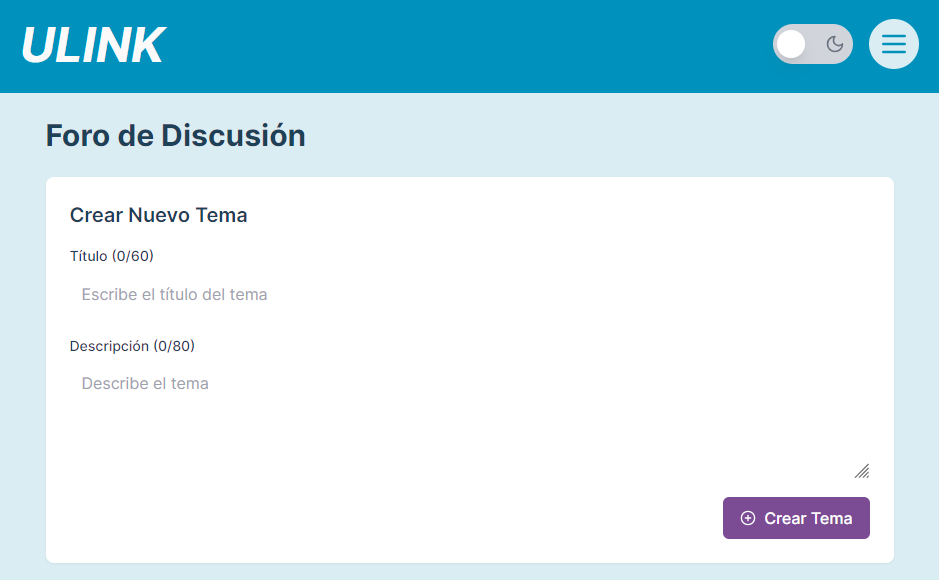 ULINK
Foro de Discusión
Crear Nuevo Tema
Título (0/60)
Escribe el título del tema
Descripción (0/80)
Describe el tema
Crear Tema